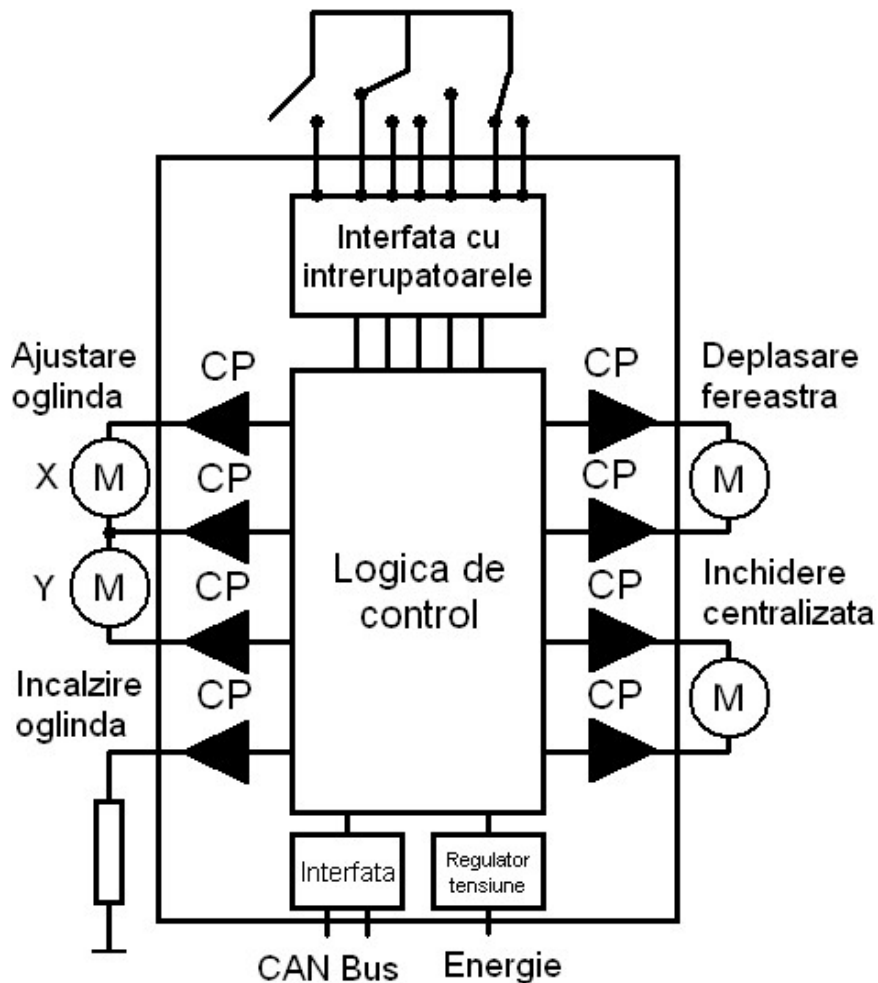 Interfata cu
intrerupatoarele
Ajustare
oglinda
CP
CP
Deplasare
fereastra
X
M
CP
CP
M
Logica de
control
Y
M
CP
CP
Inchidere
centralizata
Incalzire
oglinda
CP
CP
M
Interfata
Regulator
tensiune
CAN Bus
Energie